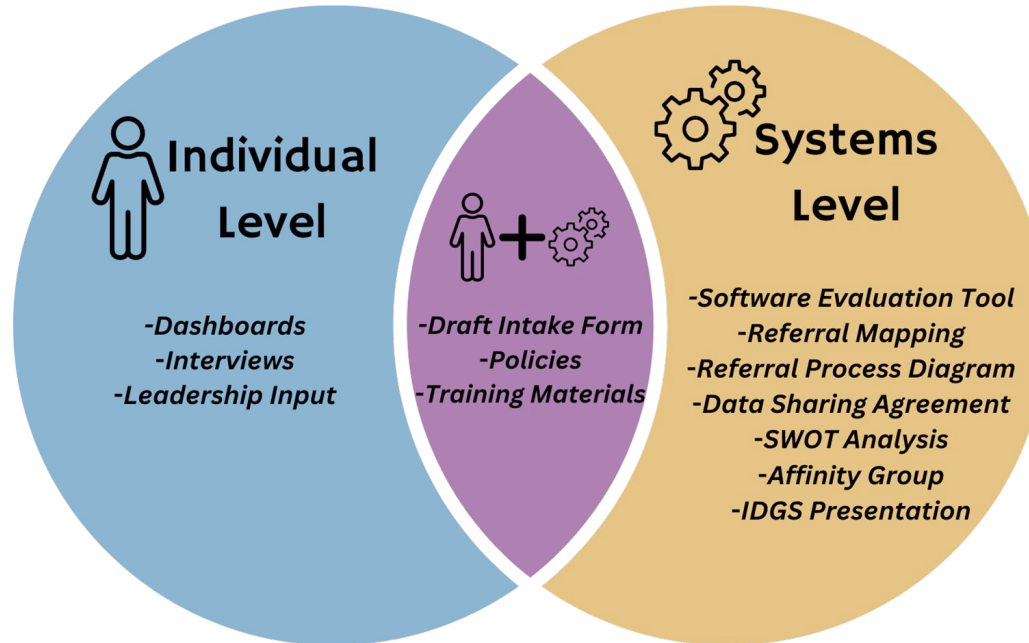 Individual
Level
-Dashboards
-Interviews
-Leadership Input
-Draft Intake Form
-Policies
-Training Materials
Systems
Level
-Software Evaluation Tool
-Referral Mapping
-Referral Process Diagram
-Data Sharing Agreement
-SWOT Analysis
-Affinity Group
-IDGS Presentation